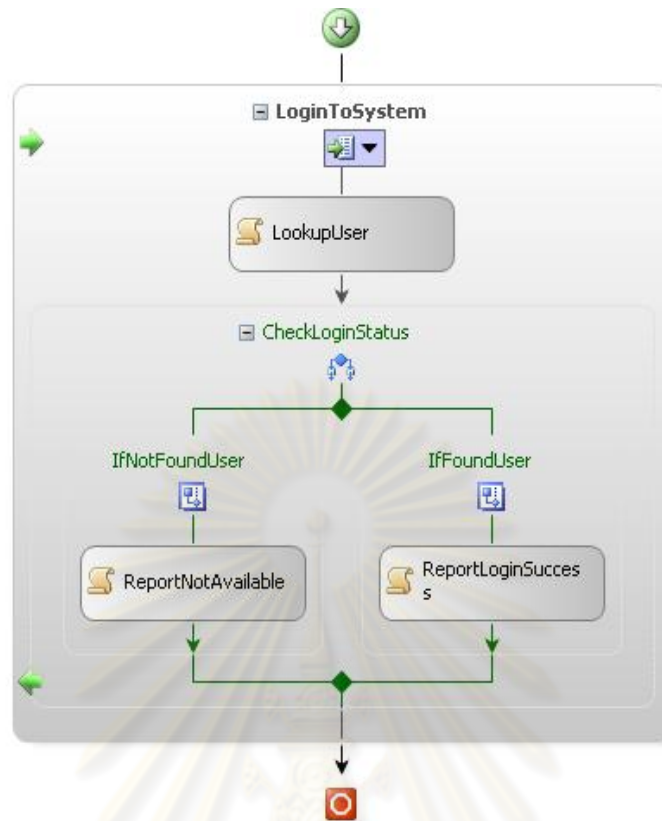 LoginToSystem
LookupUser
CheckLoginStatus
IfNotFoundUser
IfFoundUser
ReportNotAvailable
ReportLoginSucces
s